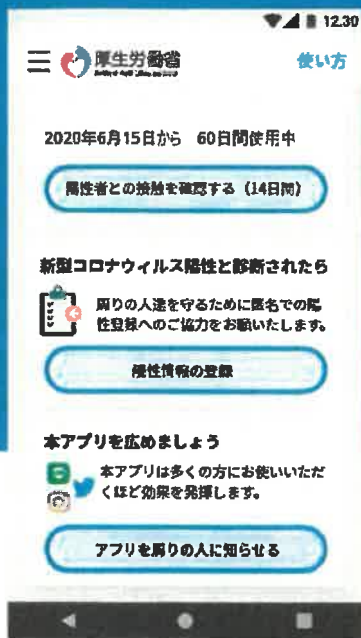 12.30
厚生労働省
使い方
2020年6月15日から 60日間使用中
陽性者との接触を確認する（14日間）
新型コロナウィルス陽性と診断されたら
周りの人達を守るために匿名での陽
性登録へのご協力をお願いたします。
陽性情報の登録
本アプリを広めましょう
本アプリは多くの方にお使いいただ
くほど効果を発揮します。
アプリを周りの人に知らせる